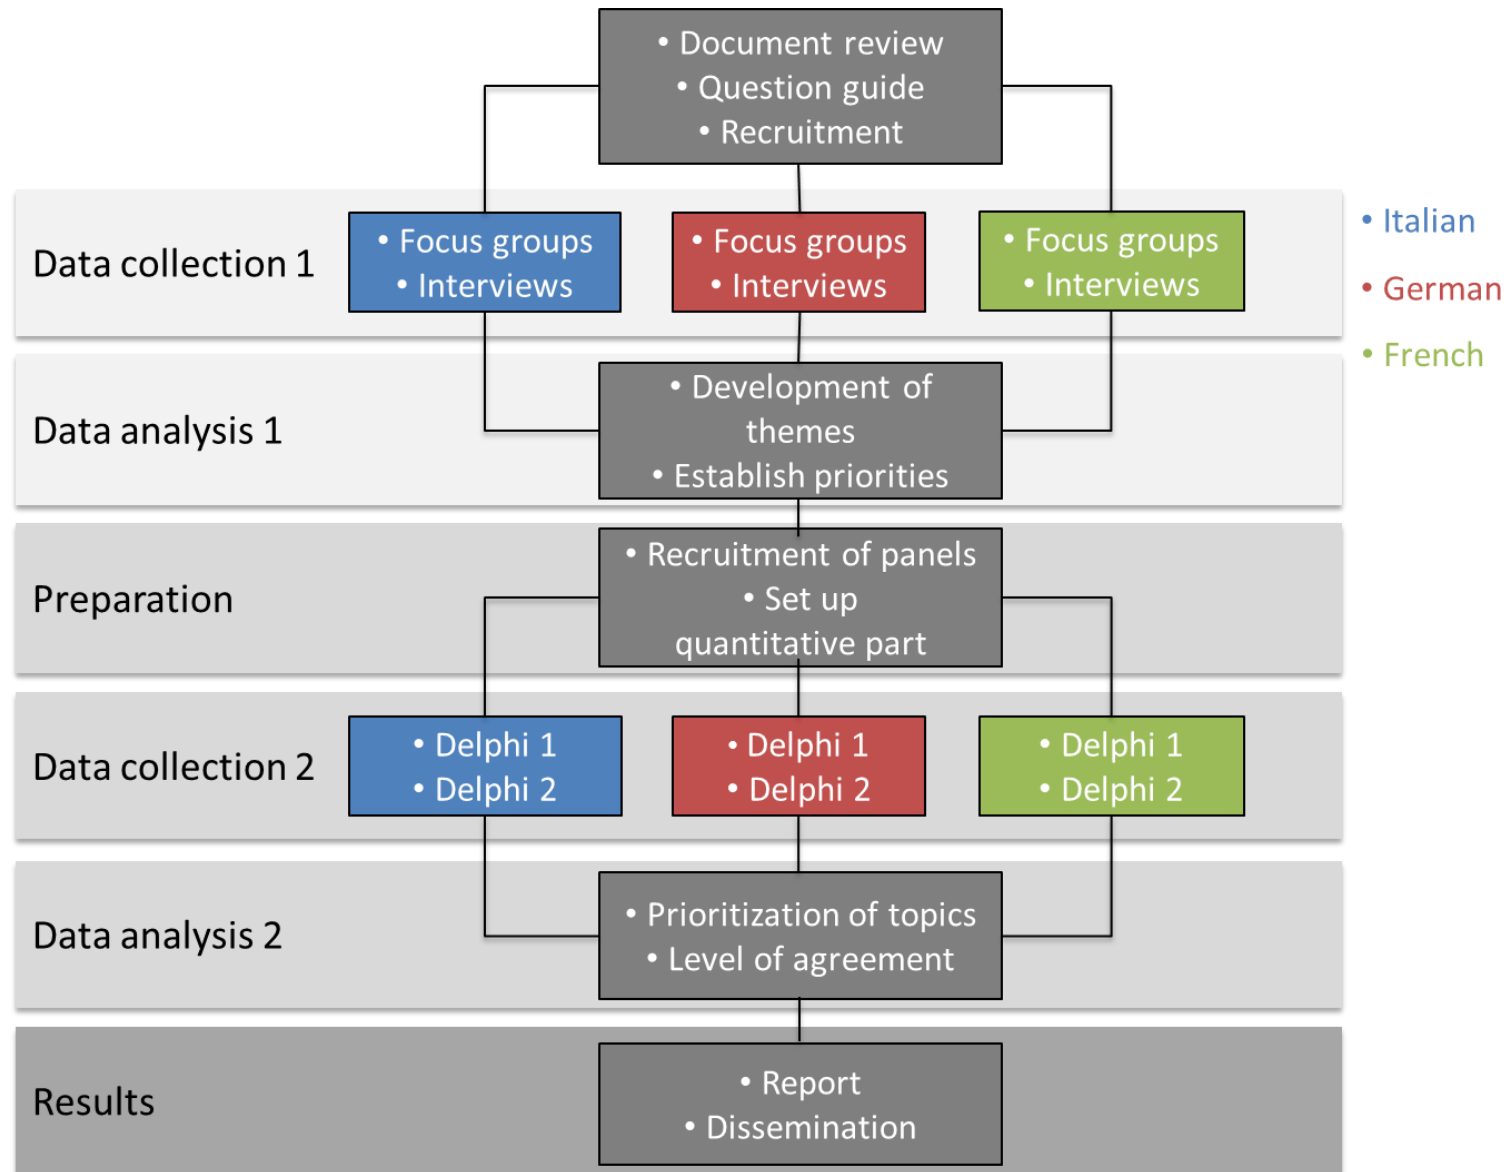 • Document review
• Question guide
• Recruitment
Data collection 1
• Focus groups
• Interviews
• Focus groups
• Interviews
• Focus groups
• Interviews
• Italian
• German
• French
Data analysis 1
• Development of
themes
• Establish priorities
Preparation
• Recruitment of panels
• Set up
quantitative part
Data collection 2
• Delphi 1
• Delphi 2
• Delphi 1
• Delphi 2
• Delphi 1
• Delphi 2
Data analysis 2
• Prioritization of topics
• Level of agreement
Results
• Report
• Dissemination